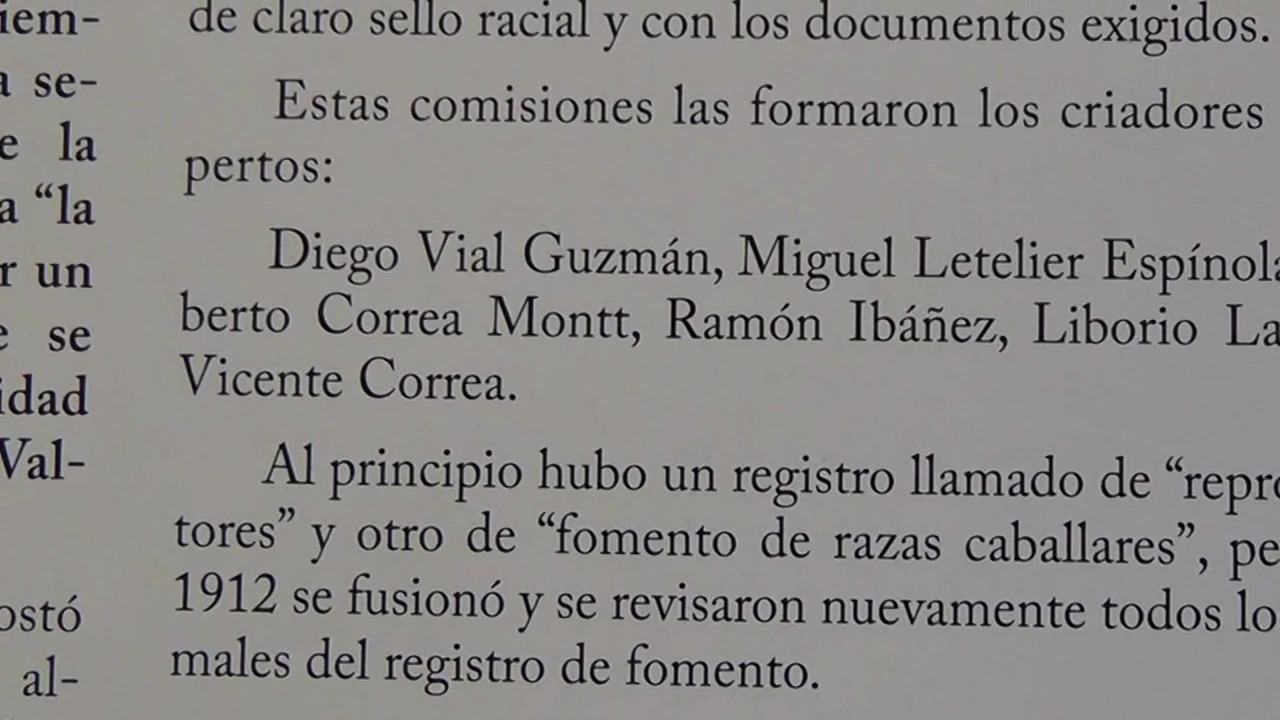 iem-
a se-
e la
a “la
r un
e se
idad
Val-
ostó
al-
de claro sello racial y con los documentos exigidos.
Estas comisiones las formaron los criadores
pertos:
Diego Vial Guzmán, Miguel Letelier Espínola
berto Correa Montt, Ramón Ibáñez, Liborio La
Vicente Correa.
Al principio hubo un registro llamado de “repro
tores” y otro de “fomento de razas caballares”, pe
1912 se fusionó y se revisaron nuevamente todos lo
males del registro de fomento.